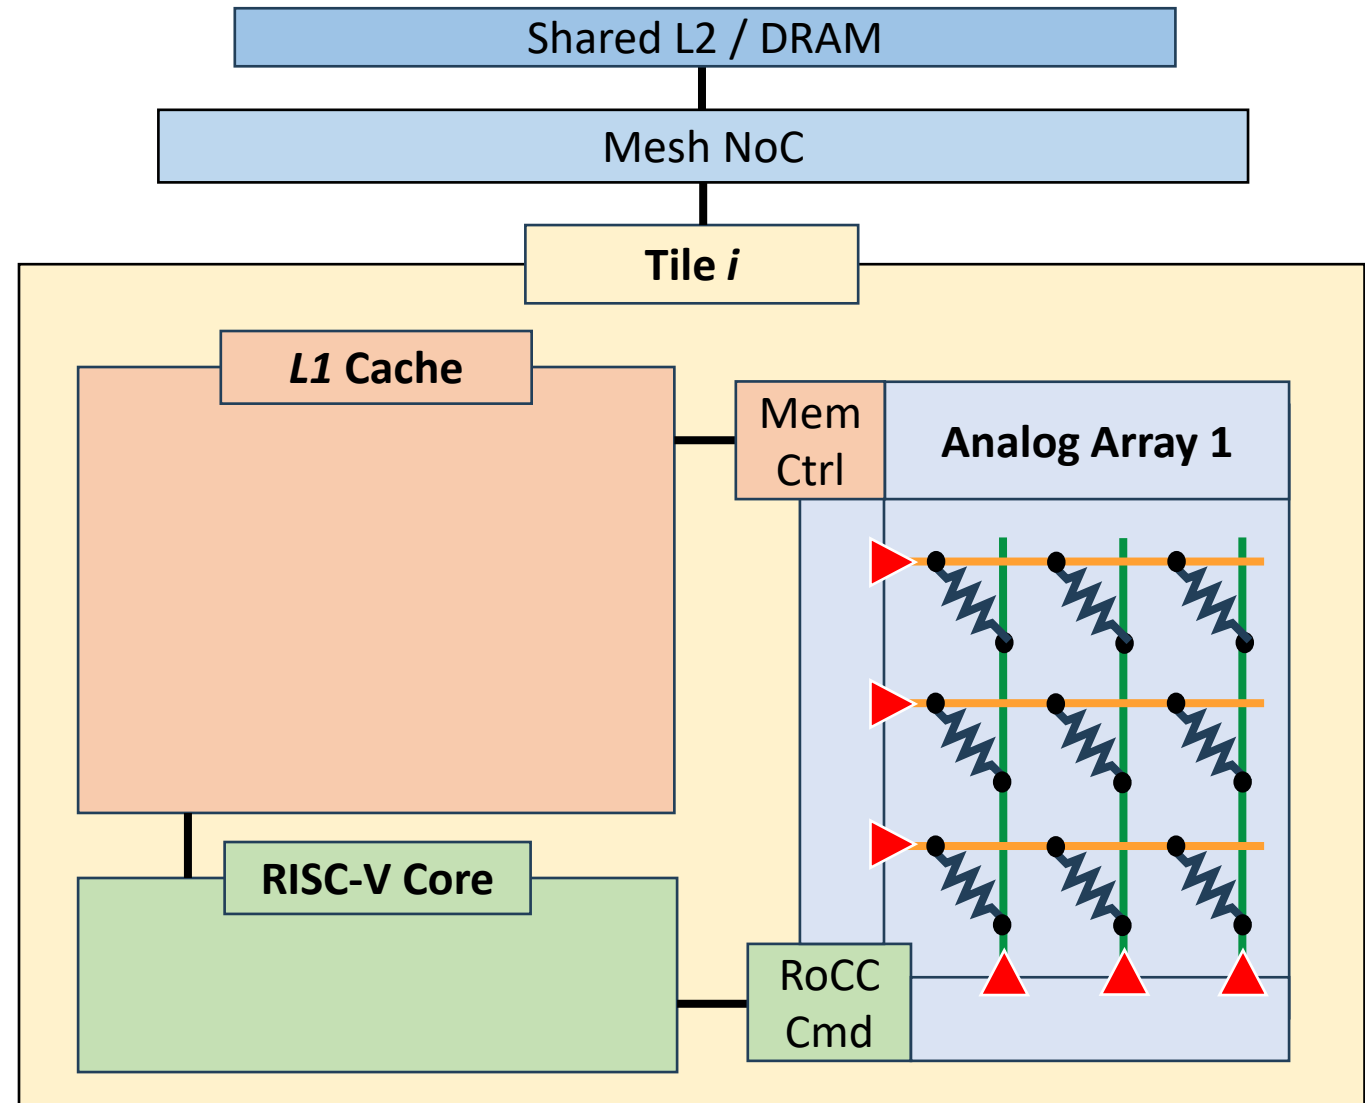 Shared L2 / DRAM
Mesh NoC
Tile i
L1 Cache
Mem
Ctrl
Analog Array 1
RISC-V Core
RoCC
Cmd